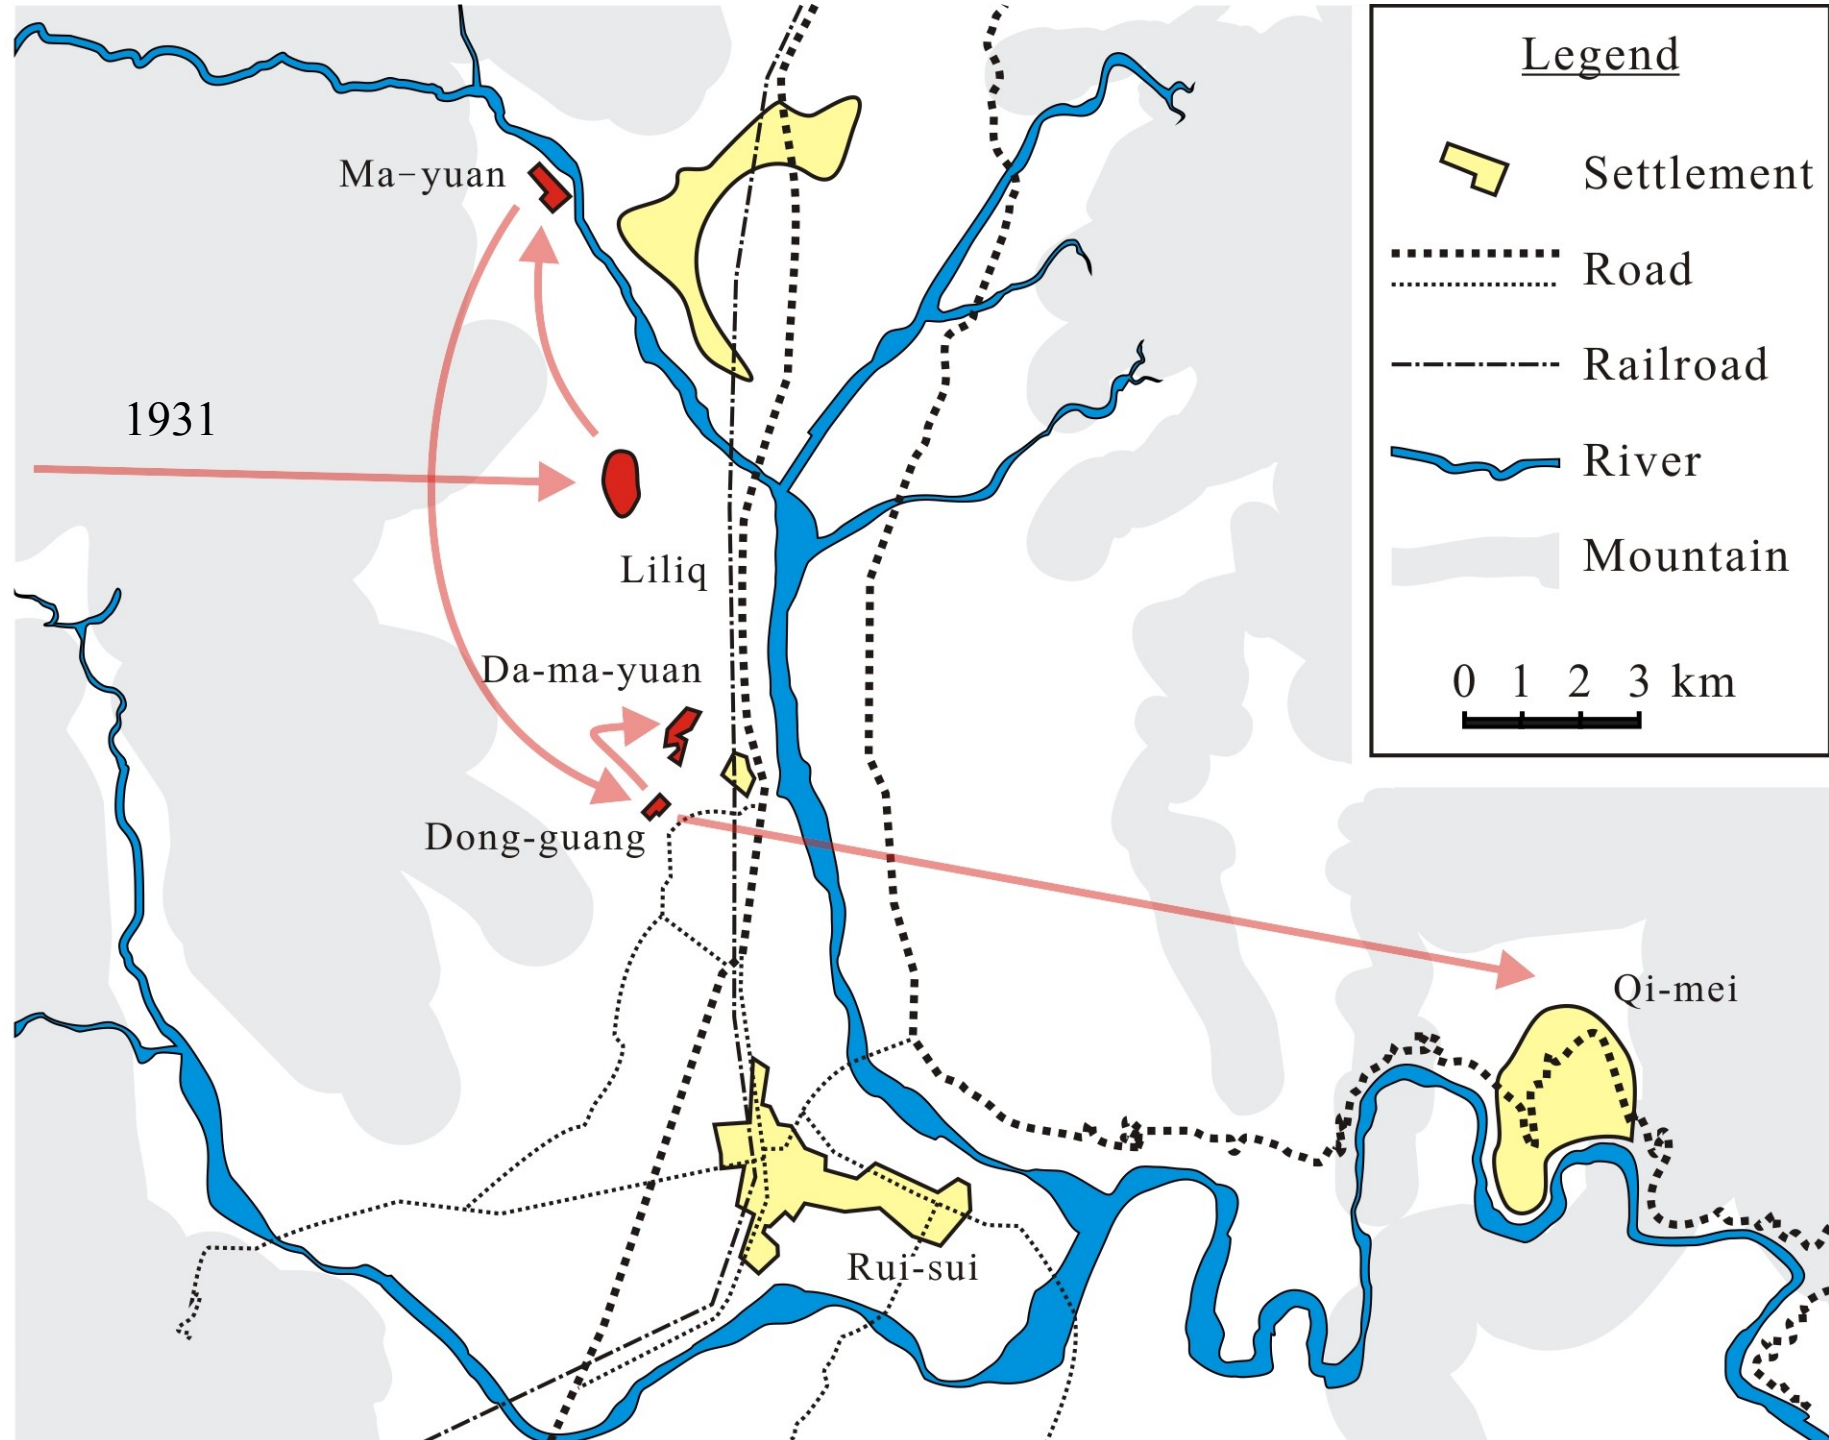 Legend
Settlement
Road
Railroad
River
Mountain
0 1 2 3 km
Ma-yuan
1931
Liliq
Da-ma-yuan
Dong-guang
Qi-mei
Rui-sui